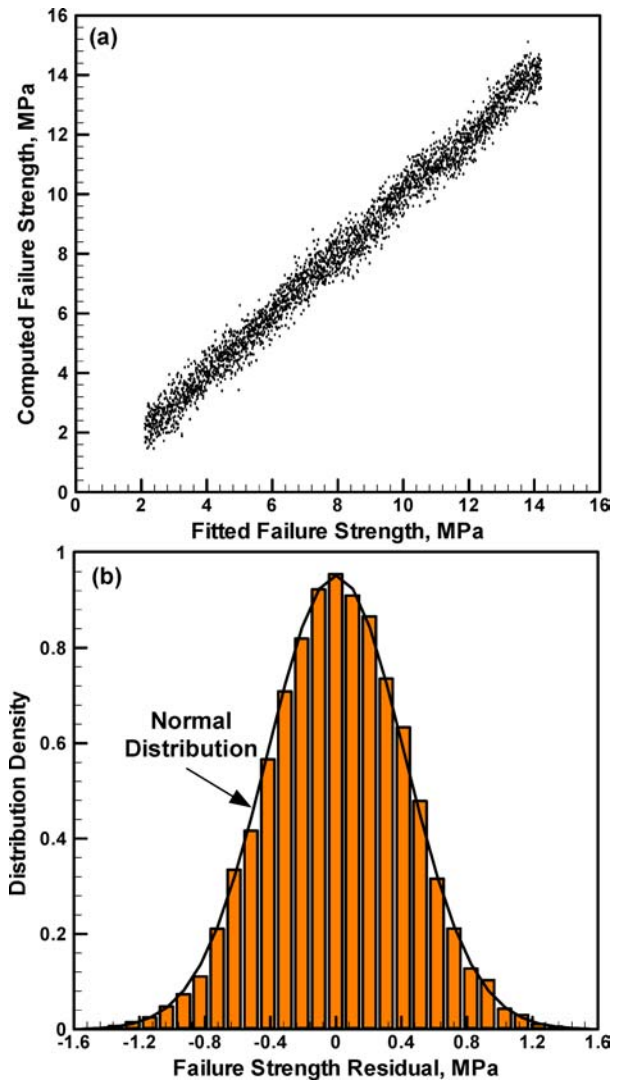 (a)
Computed Failure Strength, MPa
16
14
12
10
8
6
4
2
0
0 2 4 6 8 10 12 14 16
Fitted Failure Strength, MPa
(b)
Distribution Density
1
0.8
0.6
0.4
0.2
0
Normal
Distribution
-1.6 -1.2 -0.8 -0.4 0 0.4 0.8 1.2 1.6
Failure Strength Residual, MPa